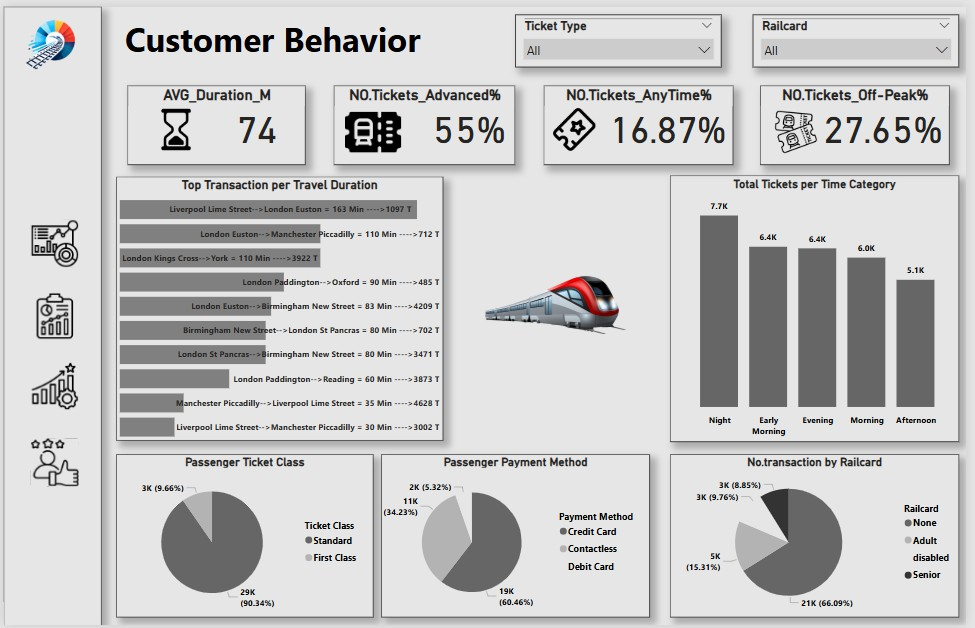 Customer Behavior
Ticket Type
All
Railcard
All
AVG_Duration_M
74
NO.Tickets_Advanced%
55%
NO.Tickets_AnyTime%
16.87%
NO.Tickets_Off-Peak%
27.65%
Top Transaction per Travel Duration
Liverpool Lime Street-->London Euston = 163 Min ---->1097 T
London Euston-->Manchester Piccadilly = 110 Min ---->712 T
London Kings Cross-->York = 110 Min ---->3922 T
London Paddington-->Oxford = 90 Min ---->485 T
London Euston-->Birmingham New Street = 83 Min ---->4209 T
Birmingham New Street-->London St Pancras = 80 Min ---->702 T
London St Pancras-->Birmingham New Street = 80 Min ---->3471 T
London Paddington-->Reading = 60 Min ---->3873 T
Manchester Piccadilly-->Liverpool Lime Street = 35 Min ---->4628 T
Liverpool Lime Street-->Manchester Piccadilly = 30 Min ---->3002 T
Total Tickets per Time Category
7.7K
6.4K
6.4K
6.0K
5.1K
Night
Early
Morning
Evening
Morning
Afternoon
Passenger Ticket Class
3K (9.66%)
29K
(90.34%)
Ticket Class
Standard
First Class
Passenger Payment Method
2K (5.32%)
11K
(34.23%)
19K
(60.46%)
Payment Method
Credit Card
Contactless
Debit Card
No.transaction by Railcard
3K (8.85%)
3K (9.76%)
5K
(15.31%)
21K (66.09%)
Railcard
None
Adult
disabled
Senior